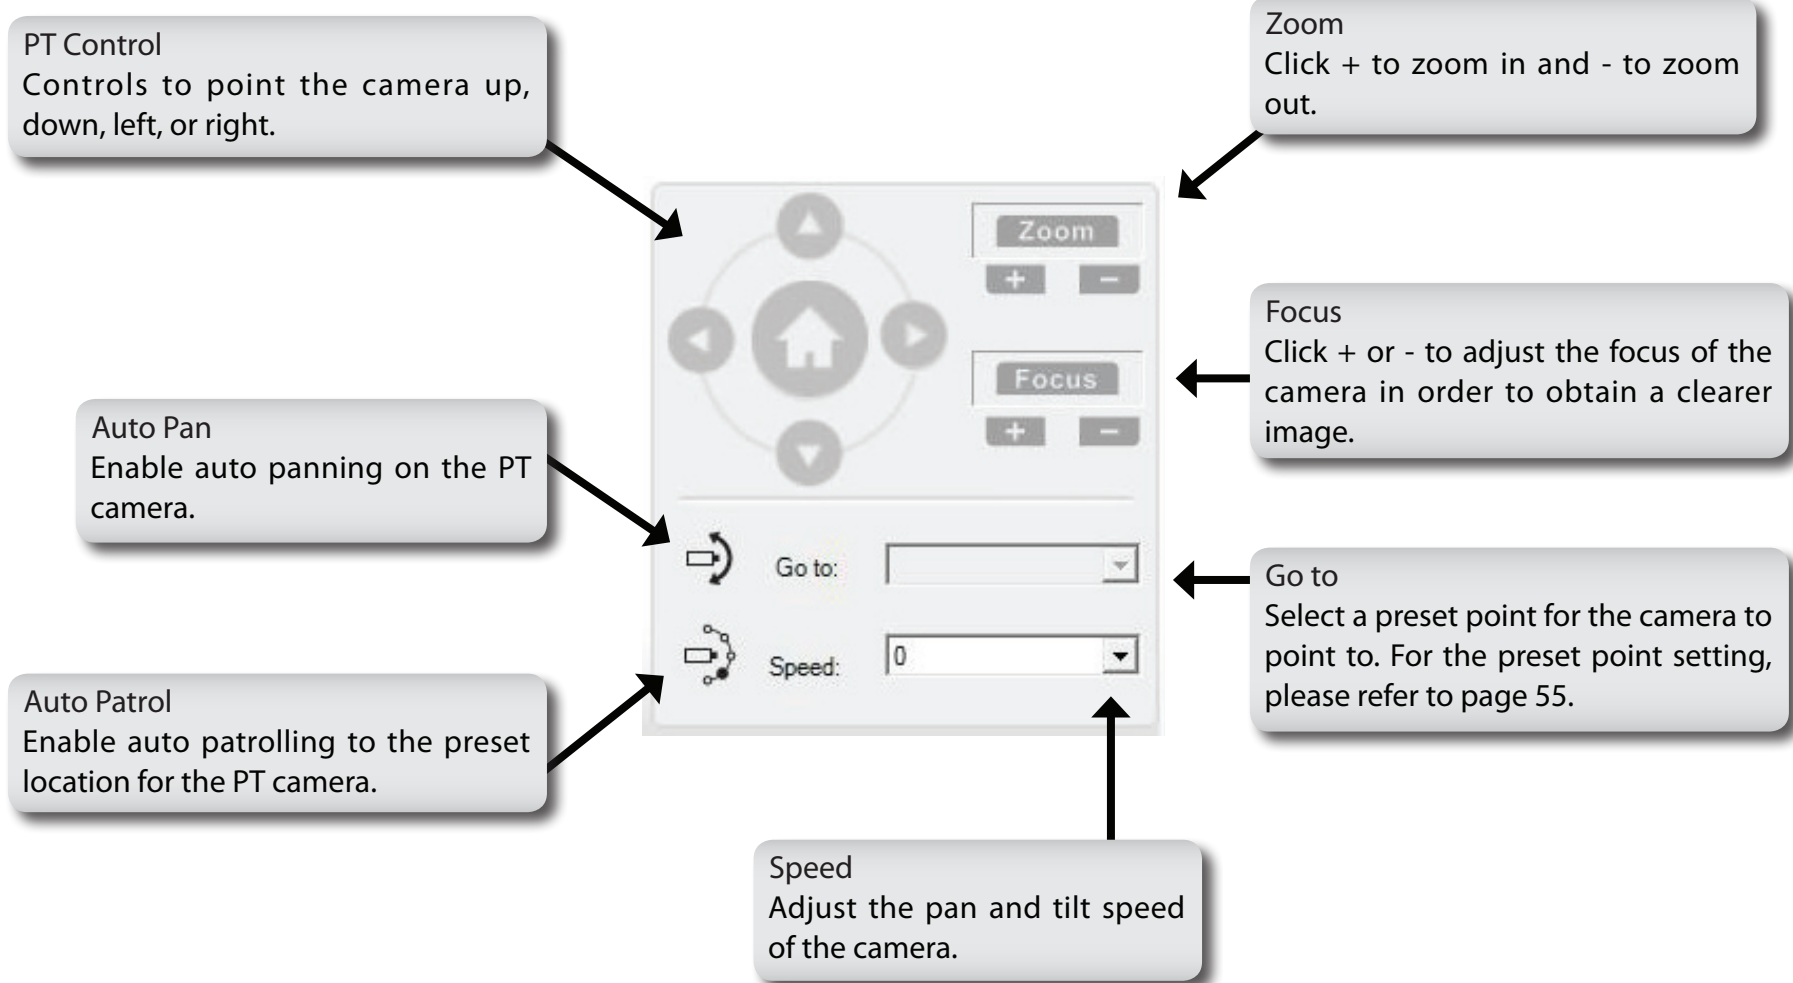 PT Control
Controls to point the camera up,
down, left, or right.
Zoom
Click + to zoom in and - to zoom
out.
Zoom
+ -
Focus
Click + or - to adjust the focus of the
camera in order to obtain a clearer
image.
Focus
+ -
Auto Pan
Enable auto panning on the PT
camera.
Go to:
Go to
Select a preset point for the camera to
point to. For the preset point setting,
please refer to page 55.
Speed: 0
Auto Patrol
Enable auto patrolling to the preset
location for the PT camera.
Speed
Adjust the pan and tilt speed
of the camera.